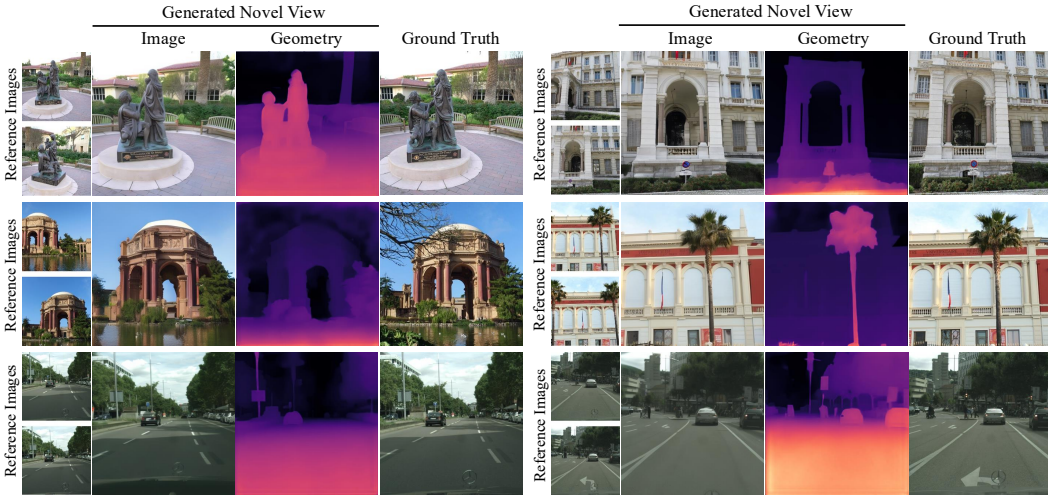 Generated Novel View
Image
Geometry
Ground Truth
Reference Images
Reference Images
Reference Images
Generated Novel View
Image
Geometry
Ground Truth
Reference Images
Reference Images
Reference Images